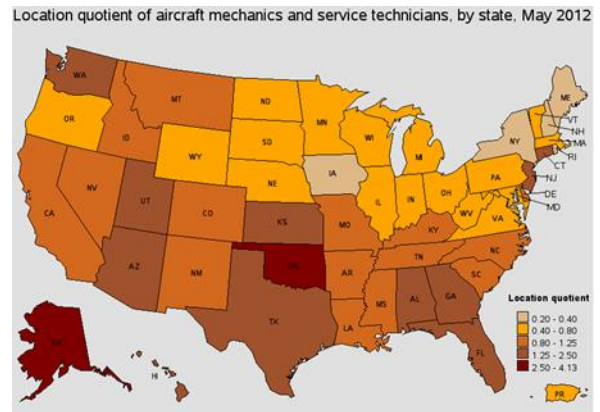 Location quotient of aircraft mechanics and service technicians, by state, May 2012
WA
MT
ND
MN
ME
OR
ID
SD
WI
MI
NY
VT
NH
MA
RI
CT
WY
IA
NE
PA
NJ
NV
UT
CO
IL
IN
OH
DE
MD
WV
VA
CA
KS
MO
KY
AZ
NM
OK
AR
TN
NC
SC
TX
LA
MS
AL
GA
FL
AK
HI
PR
Location quotient
0.20 - 0.40
0.40 - 0.80
0.80 - 1.25
1.25 - 2.50
2.50 - 4.13